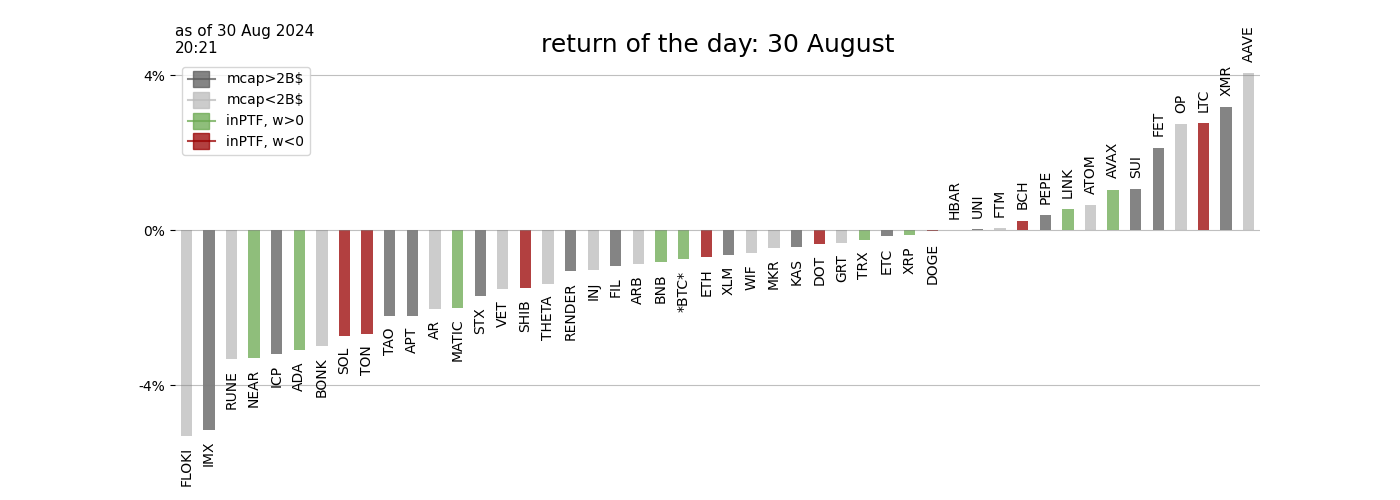 as of 30 Aug 2024
20:21
return of the day: 30 August
mcap>2B$
mcap<2B$
inPTF, w>0
inPTF, w<0
4%
0%
-4%
FLOKI
IMX
RUNE
NEAR
ICP
ADA
BONK
SOL
TON
TAO
APT
AR
MATIC
STX
VET
SHIB
THETA
RENDER
INJ
FIL
ARB
BNB
*BTC*
ETH
XLM
WIF
MKR
KAS
DOT
GRT
TRX
ETC
XRP
DOGE
HBAR
UNI
FTM
BCH
PEPE
LINK
ATOM
AVAX
SUI
FET
OP
LTC
XMR
AAVE